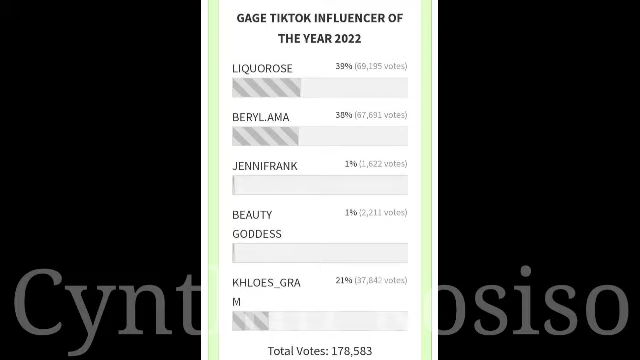 GAGE TIKTOK INFLUENCER OF
THE YEAR 2022
LIQUOROSE 39% (69,195 votes)
BERYL.AMA 38% (67,691 votes)
JENNIFRANK 1% (1,622 votes)
BEAUTY 1% (2,211 votes)
GODDESS
KHLOES_GRA 21% (37,842 votes)
M
Total Votes: 178,583